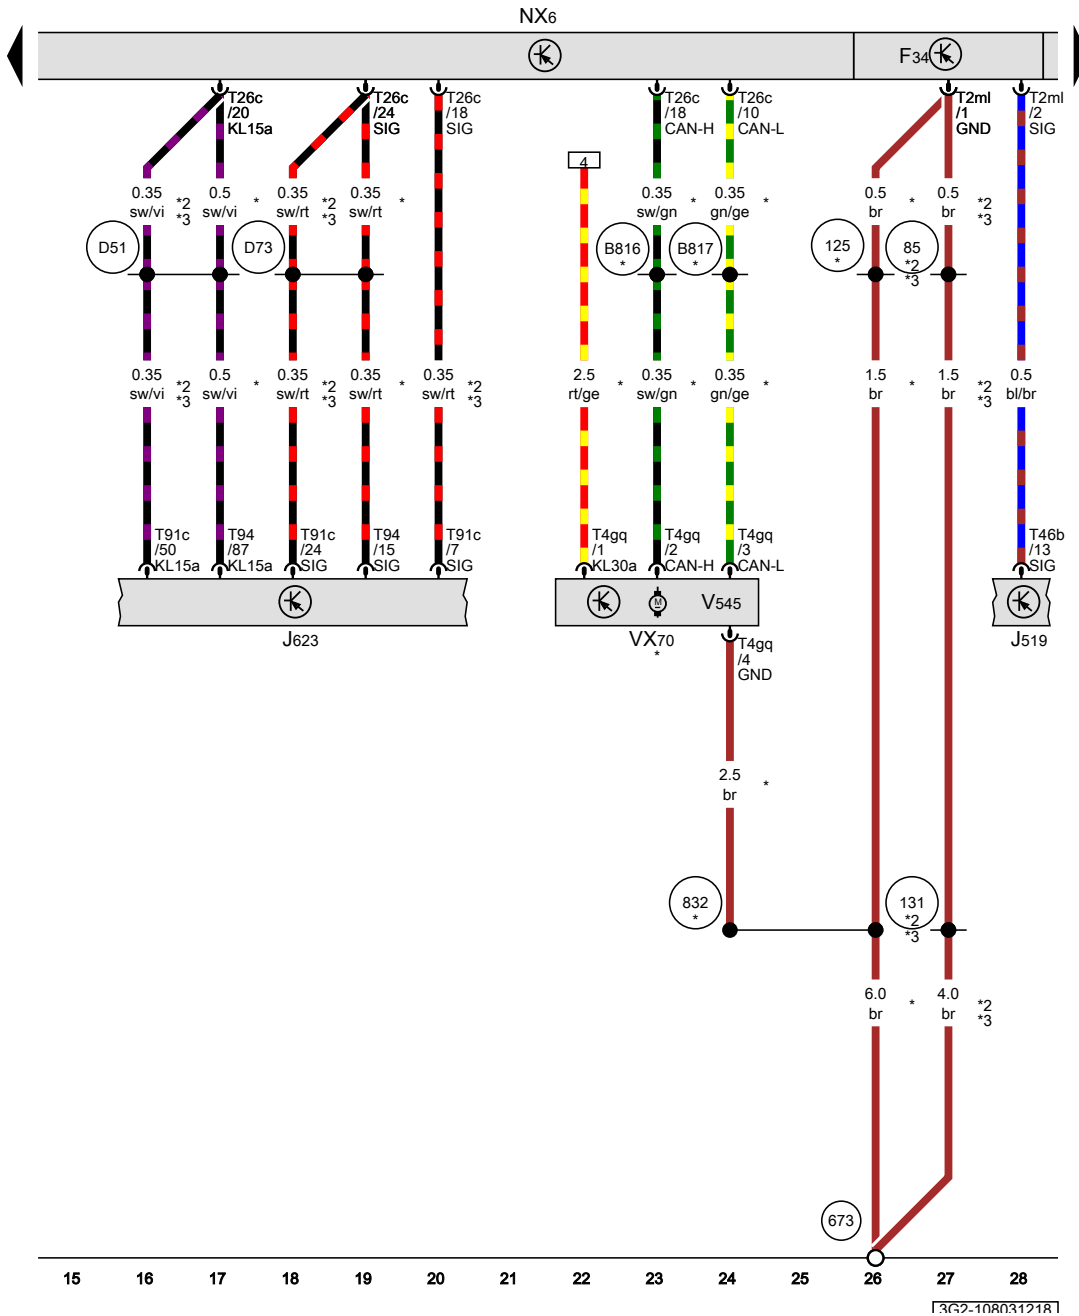 NX6
F34
T26c
/20
KL15a
T26c
/24
SIG
T26c
/18
SIG
T26c
/18
CAN-H
T26c
/10
CAN-L
T2ml
/1
GND
T2ml
/2
SIG
4
0.35
sw/vi
*2
*3
0.5
sw/vi
*
0.35
sw/rt
*2
*3
0.35
sw/rt
*
0.35
sw/gn
*
0.35
gn/ge
*
0.5
br
*
0.5
br
*2
*3
D51
D73
B816
*
B817
*
125
*
85
*2
*3
0.35
sw/vi
*2
*3
0.5
sw/vi
*
0.35
sw/rt
*2
*3
0.35
sw/rt
*
0.35
sw/rt
*2
*3
2.5
rt/ge
*
0.35
sw/gn
*
0.35
gn/ge
*
1.5
br
*
1.5
br
*2
*3
0.5
bl/br
T91c
/50
KL15a
T94
/87
KL15a
T91c
/24
SIG
T94
/15
SIG
T91c
/7
SIG
T4gq
/1
KL30a
T4gq
/2
CAN-H
T4gq
/3
CAN-L
T46b
/13
SIG
M
V545
J623
VX70
*
J519
T4gq
/4
GND
2.5
br
*
832
*
131
*2
*3
6.0
br
*
4.0
br
*2
*3
673
15 16 17 18 19 20 21 22 23 24 25 26 27 28
3G2-108031218